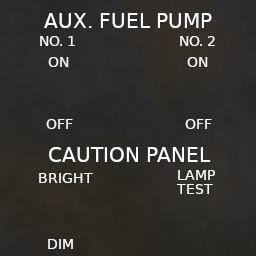 AUX. FUEL PUMP
NO. 1 NO. 2
ON ON
OFF OFF
CAUTION PANEL
BRIGHT LAMP
TEST
DIM